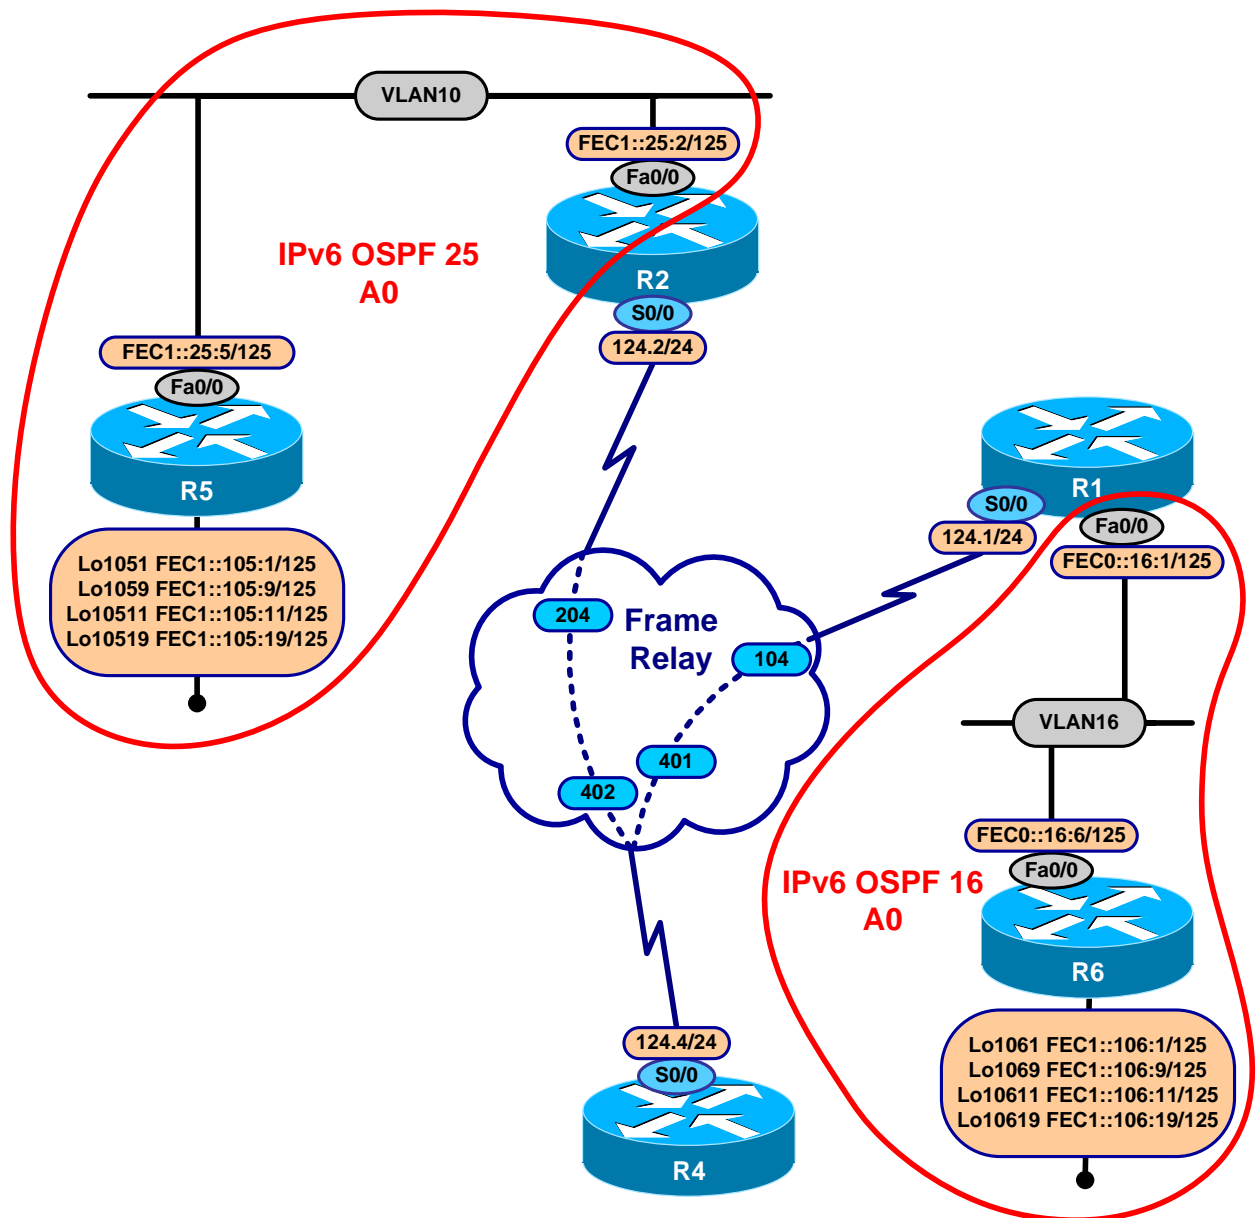 VLAN10
FEC1::25:2/125
Fa0/0
IPv6 OSPF 25
A0
R2
S0/0
124.2/24
FEC1::25:5/125
Fa0/0
R5
Lo1051 FEC1::105:1/125
Lo1059 FEC1::105:9/125
Lo10511 FEC1::105:11/125
Lo10519 FEC1::105:19/125
R1
S0/0
124.1/24
Fa0/0
FEC0::16:1/125
204
Frame
Relay
104
401
402
VLAN16
FEC0::16:6/125
Fa0/0
IPv6 OSPF 16
A0
R6
Lo1061 FEC1::106:1/125
Lo1069 FEC1::106:9/125
Lo10611 FEC1::106:11/125
Lo10619 FEC1::106:19/125
124.4/24
S0/0
R4